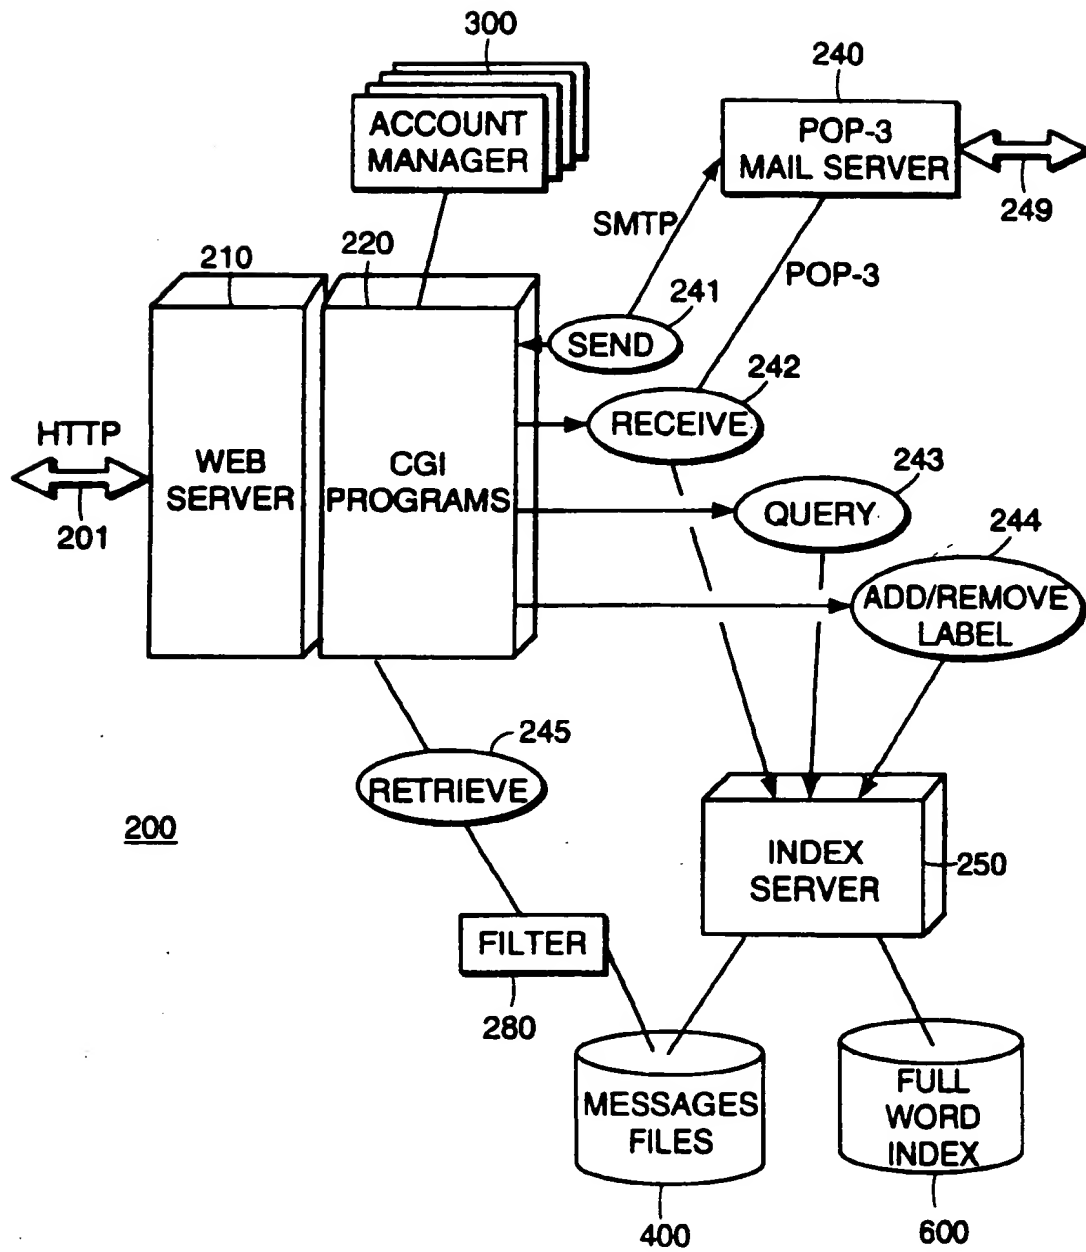 300
ACCOUNT
MANAGER
240
POP-3
MAIL SERVER
249
SMTP
POP-3
210
220
241
SEND
242
RECEIVE
HTTP
201
WEB
SERVER
CGI
PROGRAMS
243
QUERY
244
ADD/REMOVE
LABEL
245
RETRIEVE
200
INDEX
SERVER
250
FILTER
280
MESSAGES
FILES
400
FULL
WORD
INDEX
600